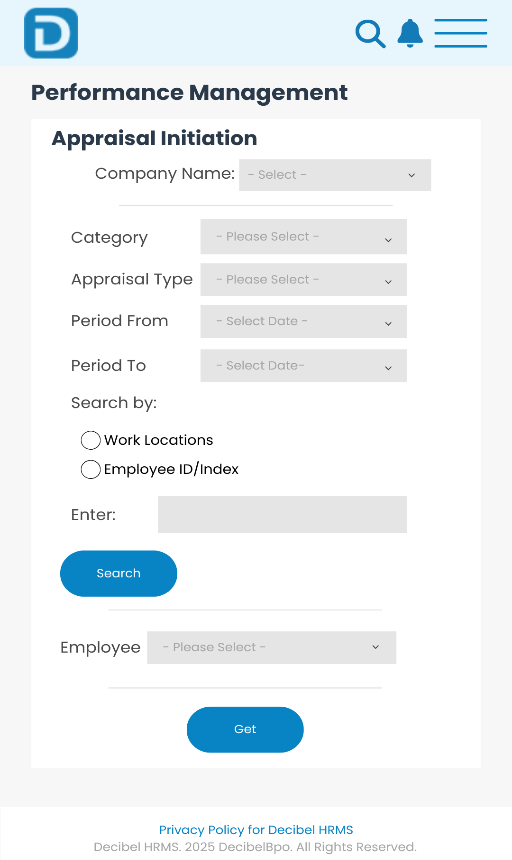 D
Performance Management
Appraisal Initiation
Company Name: - Select -
Category - Please Select -
Appraisal Type - Please Select -
Period From - Select Date -
Period To - Select Date-
Search by:
Work Locations
Employee ID/Index
Enter:
Search
Employee - Please Select -
Get
Privacy Policy for Decibel HRMS
Decibel HRMS. 2025 DecibelBpo. All Rights Reserved.